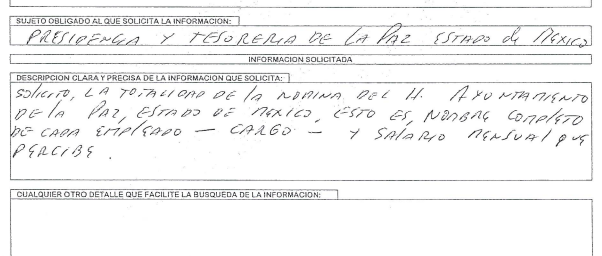 SUJETO OBLIGADO AL QUE SOLICITA LA INFORMACION:
PRESIDENCIA Y TESORERIA DE LA PAZ ESTADO de MEXICO
INFORMACION SOLICITADA
DESCRIPCION CLARA Y PRECISA DE LA INFORMACION QUE SOLICITA:
SOLICITO, LA TOTALIDAD DE la NOMINA DEL H. AYUNTAMIENTO
DE la PAZ, ESTADO DE MEXICO, ESTO ES, NOMBRE COMPLETO
DE CADA EMPLEADO — CARGO — Y SALARIO MENSUAL QUE
PERCIBE.
CUALQUIER OTRO DETALLE QUE FACILITE LA BUSQUEDA DE LA INFORMACION: